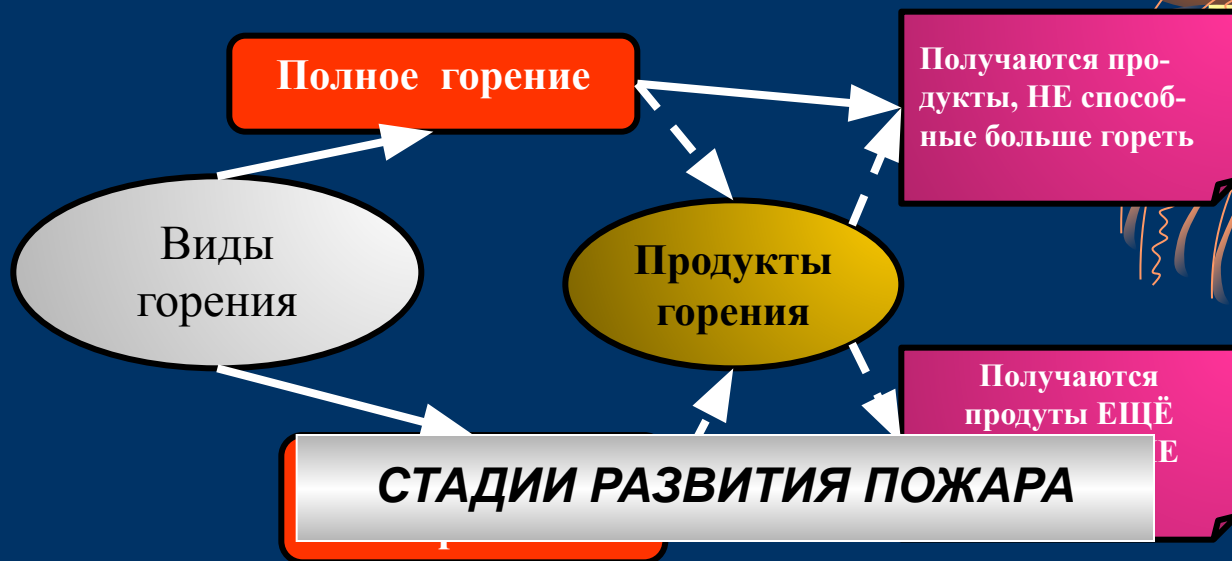 Полное горение
Получаются про-
дукты, НЕ способ-
ные больше гореть
Виды
горения
Продукты
горения
Получаются
продуты ЕЩЁ
СТАДИИ РАЗВИТИЯ ПОЖАРА